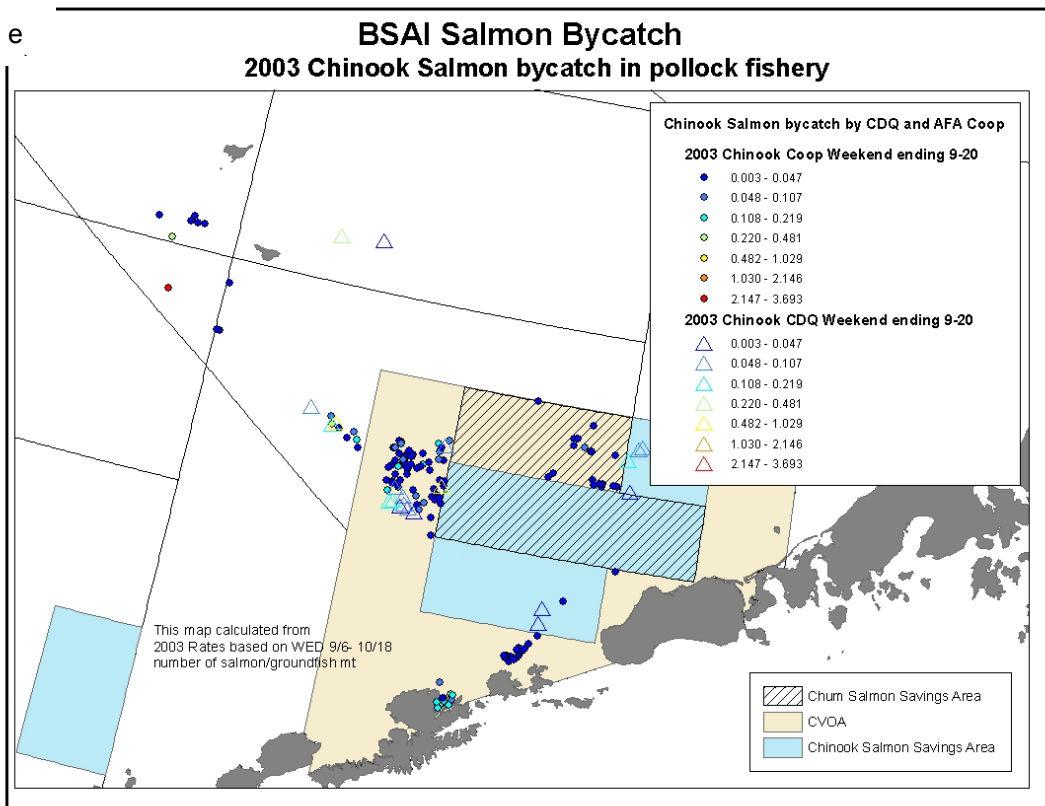 e
BSAI Salmon Bycatch
2003 Chinook Salmon bycatch in pollock fishery
Chinook Salmon bycatch by CDQ and AFA Coop
2003 Chinook Coop Weekend ending 9-20
0.003 - 0.047
0.048 - 0.107
0.108 - 0.219
0.220 - 0.481
0.482 - 1.029
1.030 - 2.146
2.147 - 3.693
2003 Chinook CDQ Weekend ending 9-20
0.003 - 0.047
0.048 - 0.107
0.108 - 0.219
0.220 - 0.481
0.482 - 1.029
1.030 - 2.146
2.147 - 3.693
This map calculated from
2003 Rates based on WED 9/6- 10/18
number of salmon/groundfish mt
Chum Salmon Savings Area
CVOA
Chinook Salmon Savings Area